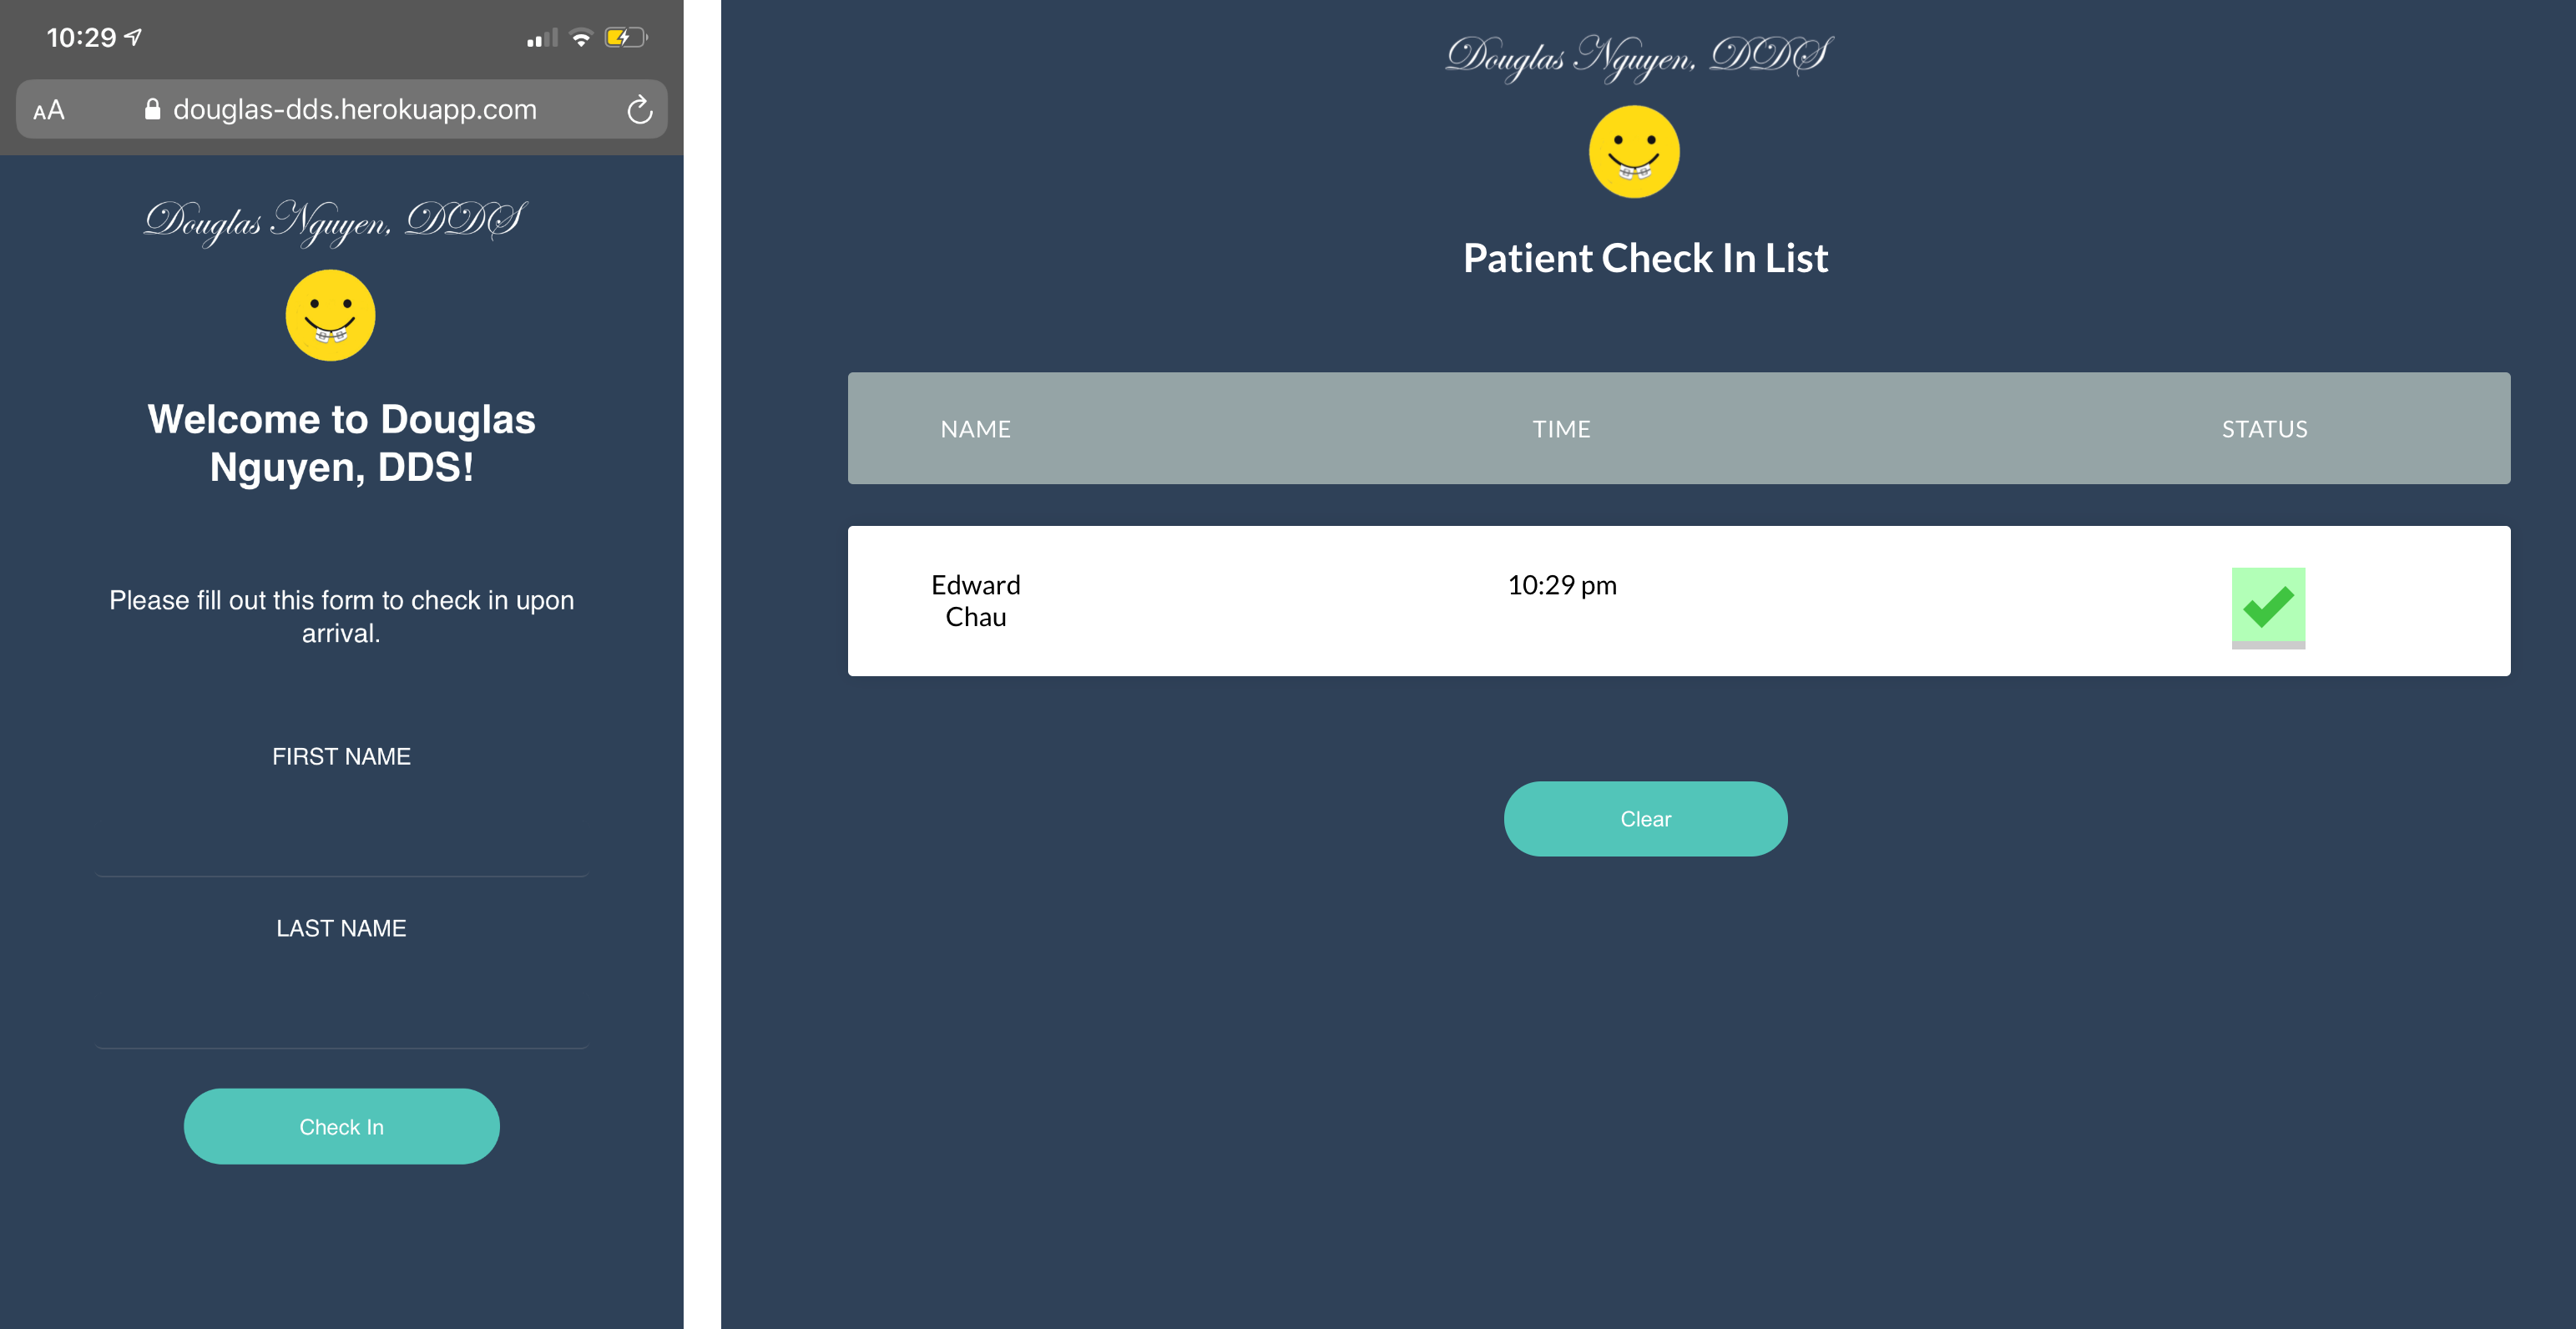 10:29
AA douglas-dds.herokuapp.com
Douglas Nguyen, DDS
Welcome to Douglas
Nguyen, DDS!
Please fill out this form to check in upon
arrival.
FIRST NAME
LAST NAME
Check In
Douglas Nguyen, DDS
Patient Check In List
NAME TIME STATUS
Edward 10:29 pm
Chau
Clear